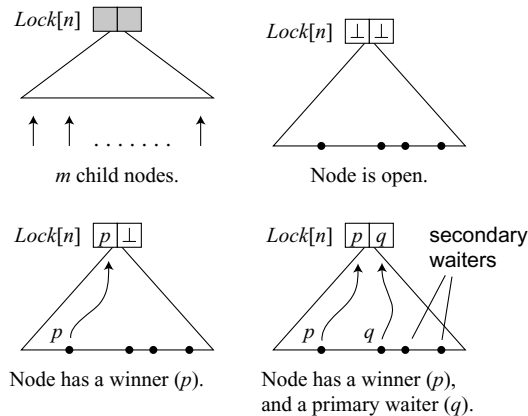 Lock[n]
. . . . . . .
m child nodes.
Lock[n] ⊥ ⊥
Node is open.
Lock[n] p ⊥
p
Node has a winner (p).
Lock[n] p q
secondary
waiters
p q
Node has a winner (p),
and a primary waiter (q).